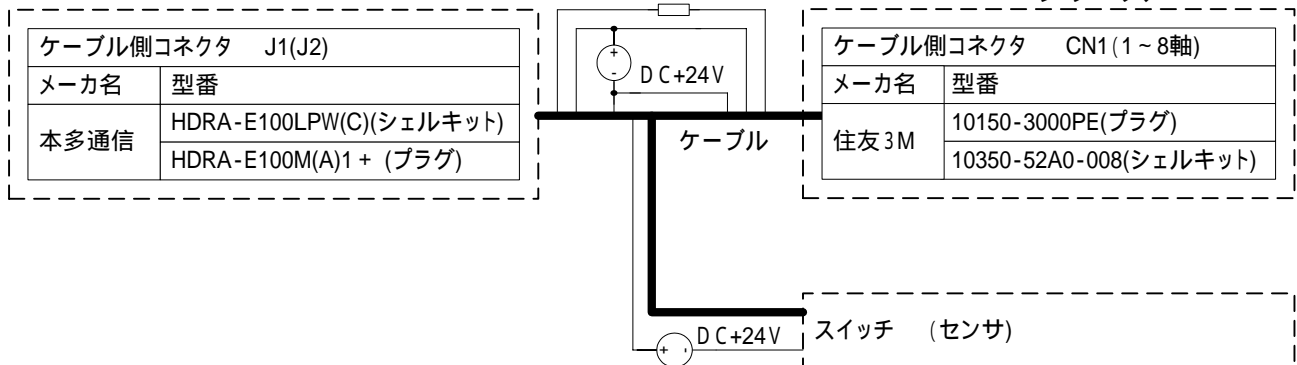 ケーブル側コネクタ J1(J2)
メーカ名 型番
本多通信
HDRA-E100LPW(C)(シェルキット)
HDRA-E100M(A)1+ (プラグ)
+
-
DC+24V
ケーブル
ケーブル側コネクタ CN1(1~8軸)
メーカ名 型番
住友3M
10150-3000PE(プラグ)
10350-52A0-008(シェルキット)
スイッチ (センサ)
DC+24V
+ -